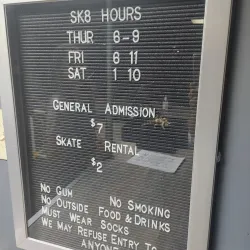 SK8 HOURS
THUR 6-9
FRI 8 11
SAT. 1 10
GENERAL ADMISSION
$7
SKATE RENTAL
$2
NO GUM NO SMOKING
NO OUTSIDE FOOD & DRINKS
MUST WEAR SOCKS
WE MAY REFUSE ENTRY TO
ANYONE